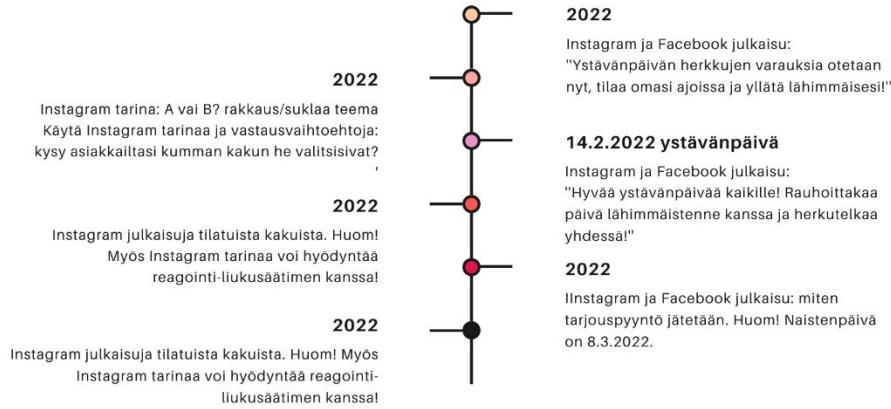 2022
Instagram ja Facebook julkaisu:
"Ystävänpäivän herkkujen varauksia otetaan
nyt, tilaa omasi ajoissa ja yllätä lähimmäisesi!"
2022
Instagram tarina: A vai B? rakkaus/suklaa teema
Käytä Instagram tarinaa ja vastausvaihtoehtoja:
kysy asiakkailtasi kumman kakun he valitsisivat?
'
14.2.2022 ystävänpäivä
Instagram ja Facebook julkaisu:
"Hyvää ystävänpäivää kaikille! Rauhoittakaa
päivä lähimmäistenne kanssa ja herkutelkaa
yhdessä!"
2022
Instagram julkaisuja tilatuista kakuista. Huom!
Myös Instagram tarinaa voi hyödyntää
reagointi-liukusäätimen kanssa!
2022
IInstagram ja Facebook julkaisu: miten
tarjouspyyntö jätetään. Huom! Naistenpäivä
on 8.3.2022.
2022
Instagram julkaisuja tilatuista kakuista. Huom! Myös
Instagram tarinaa voi hyödyntää reagointi-
liukusäätimen kanssa!